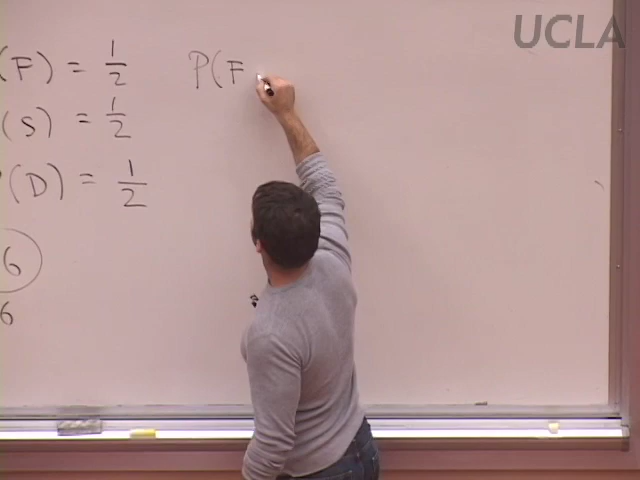 (F) = 1/2
(S) = 1/2
P(D) = 1/2
6
6
P(F
UCLA